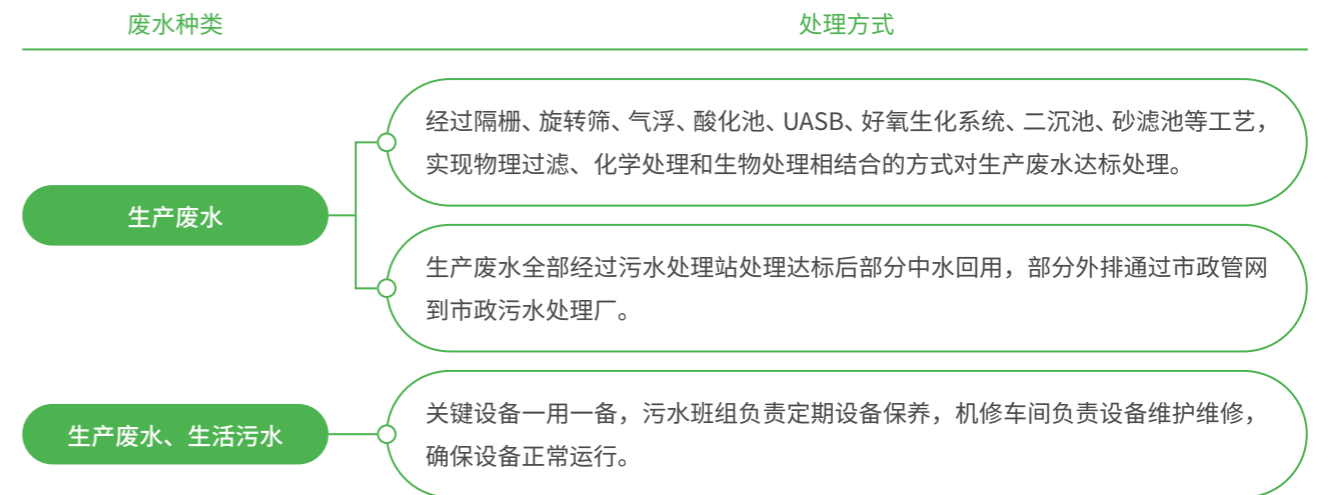 废水种类
处理方式
生产废水
经过隔栅、旋转筛、气浮、酸化池、UASB、好氧生化系统、二沉池、砂滤池等工艺，
实现物理过滤、化学处理和生物处理相结合的方式对生产废水达标处理。
生产废水全部经过污水处理站处理达标后部分中水回用，部分外排通过市政管网
到市政污水处理厂。
生产废水、生活污水
关键设备一用一备，污水班组负责定期设备保养，机修车间负责设备维护维修，
确保设备正常运行。